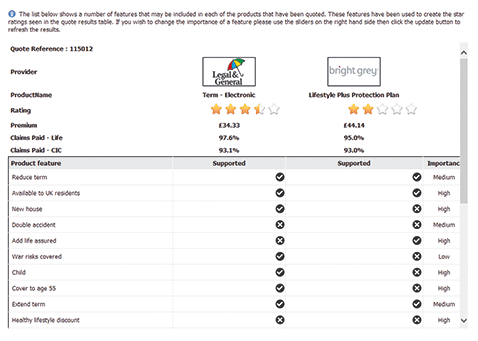 The list below shows a number of features that may be included in each of the products that have been quoted. These features have been used to create the star
ratings seen in the quote results table. If you wish to change the importance of a feature please use the sliders on the right hand side then click the update button to
refresh the results.
Quote Reference : 115012
Provider Legal & General bright grey
ProductName Term - Electronic Lifestyle Plus Protection Plan
Rating
Premium £34.33 £44.14
Claims Paid - Life 97.6% 95.0%
Claims Paid - CIC 93.1% 93.0%
Product feature Supported Supported Importanc
Reduce term Medium
Available to UK residents High
New house High
Double accident Medium
Add life assured High
War risks covered Low
Child High
Cover to age 55 High
Extend term Medium
Healthy lifestyle discount High